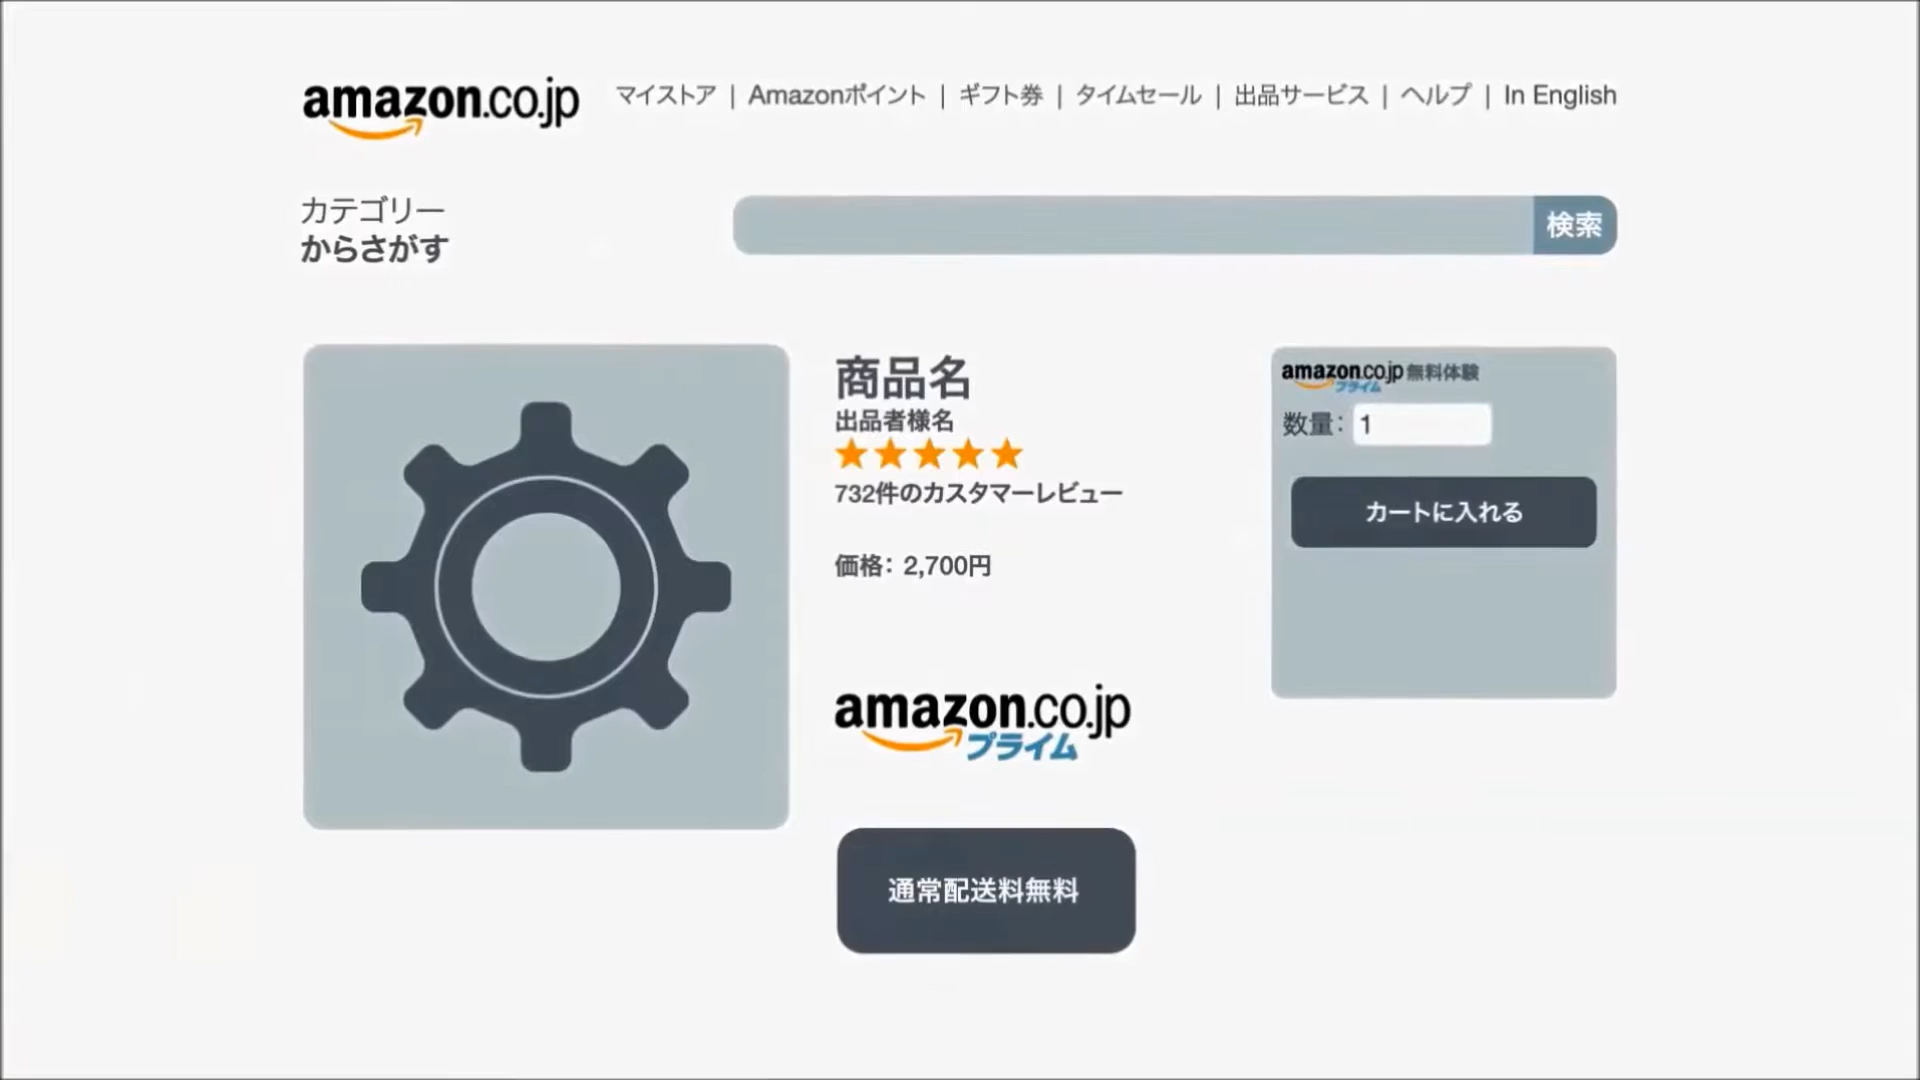 amazon.co.jp
マイストア | Amazonポイント | ギフト券 | タイムセール | 出品サービス | ヘルプ | In English
カテゴリー
からさがす
検索
商品名
出品者様名
732件のカスタマーレビュー
価格: 2,700円
amazon.co.jp
プライム
通常配送料無料
amazon.co.jp 無料体験
プライム
数量: 1
カートに入れる